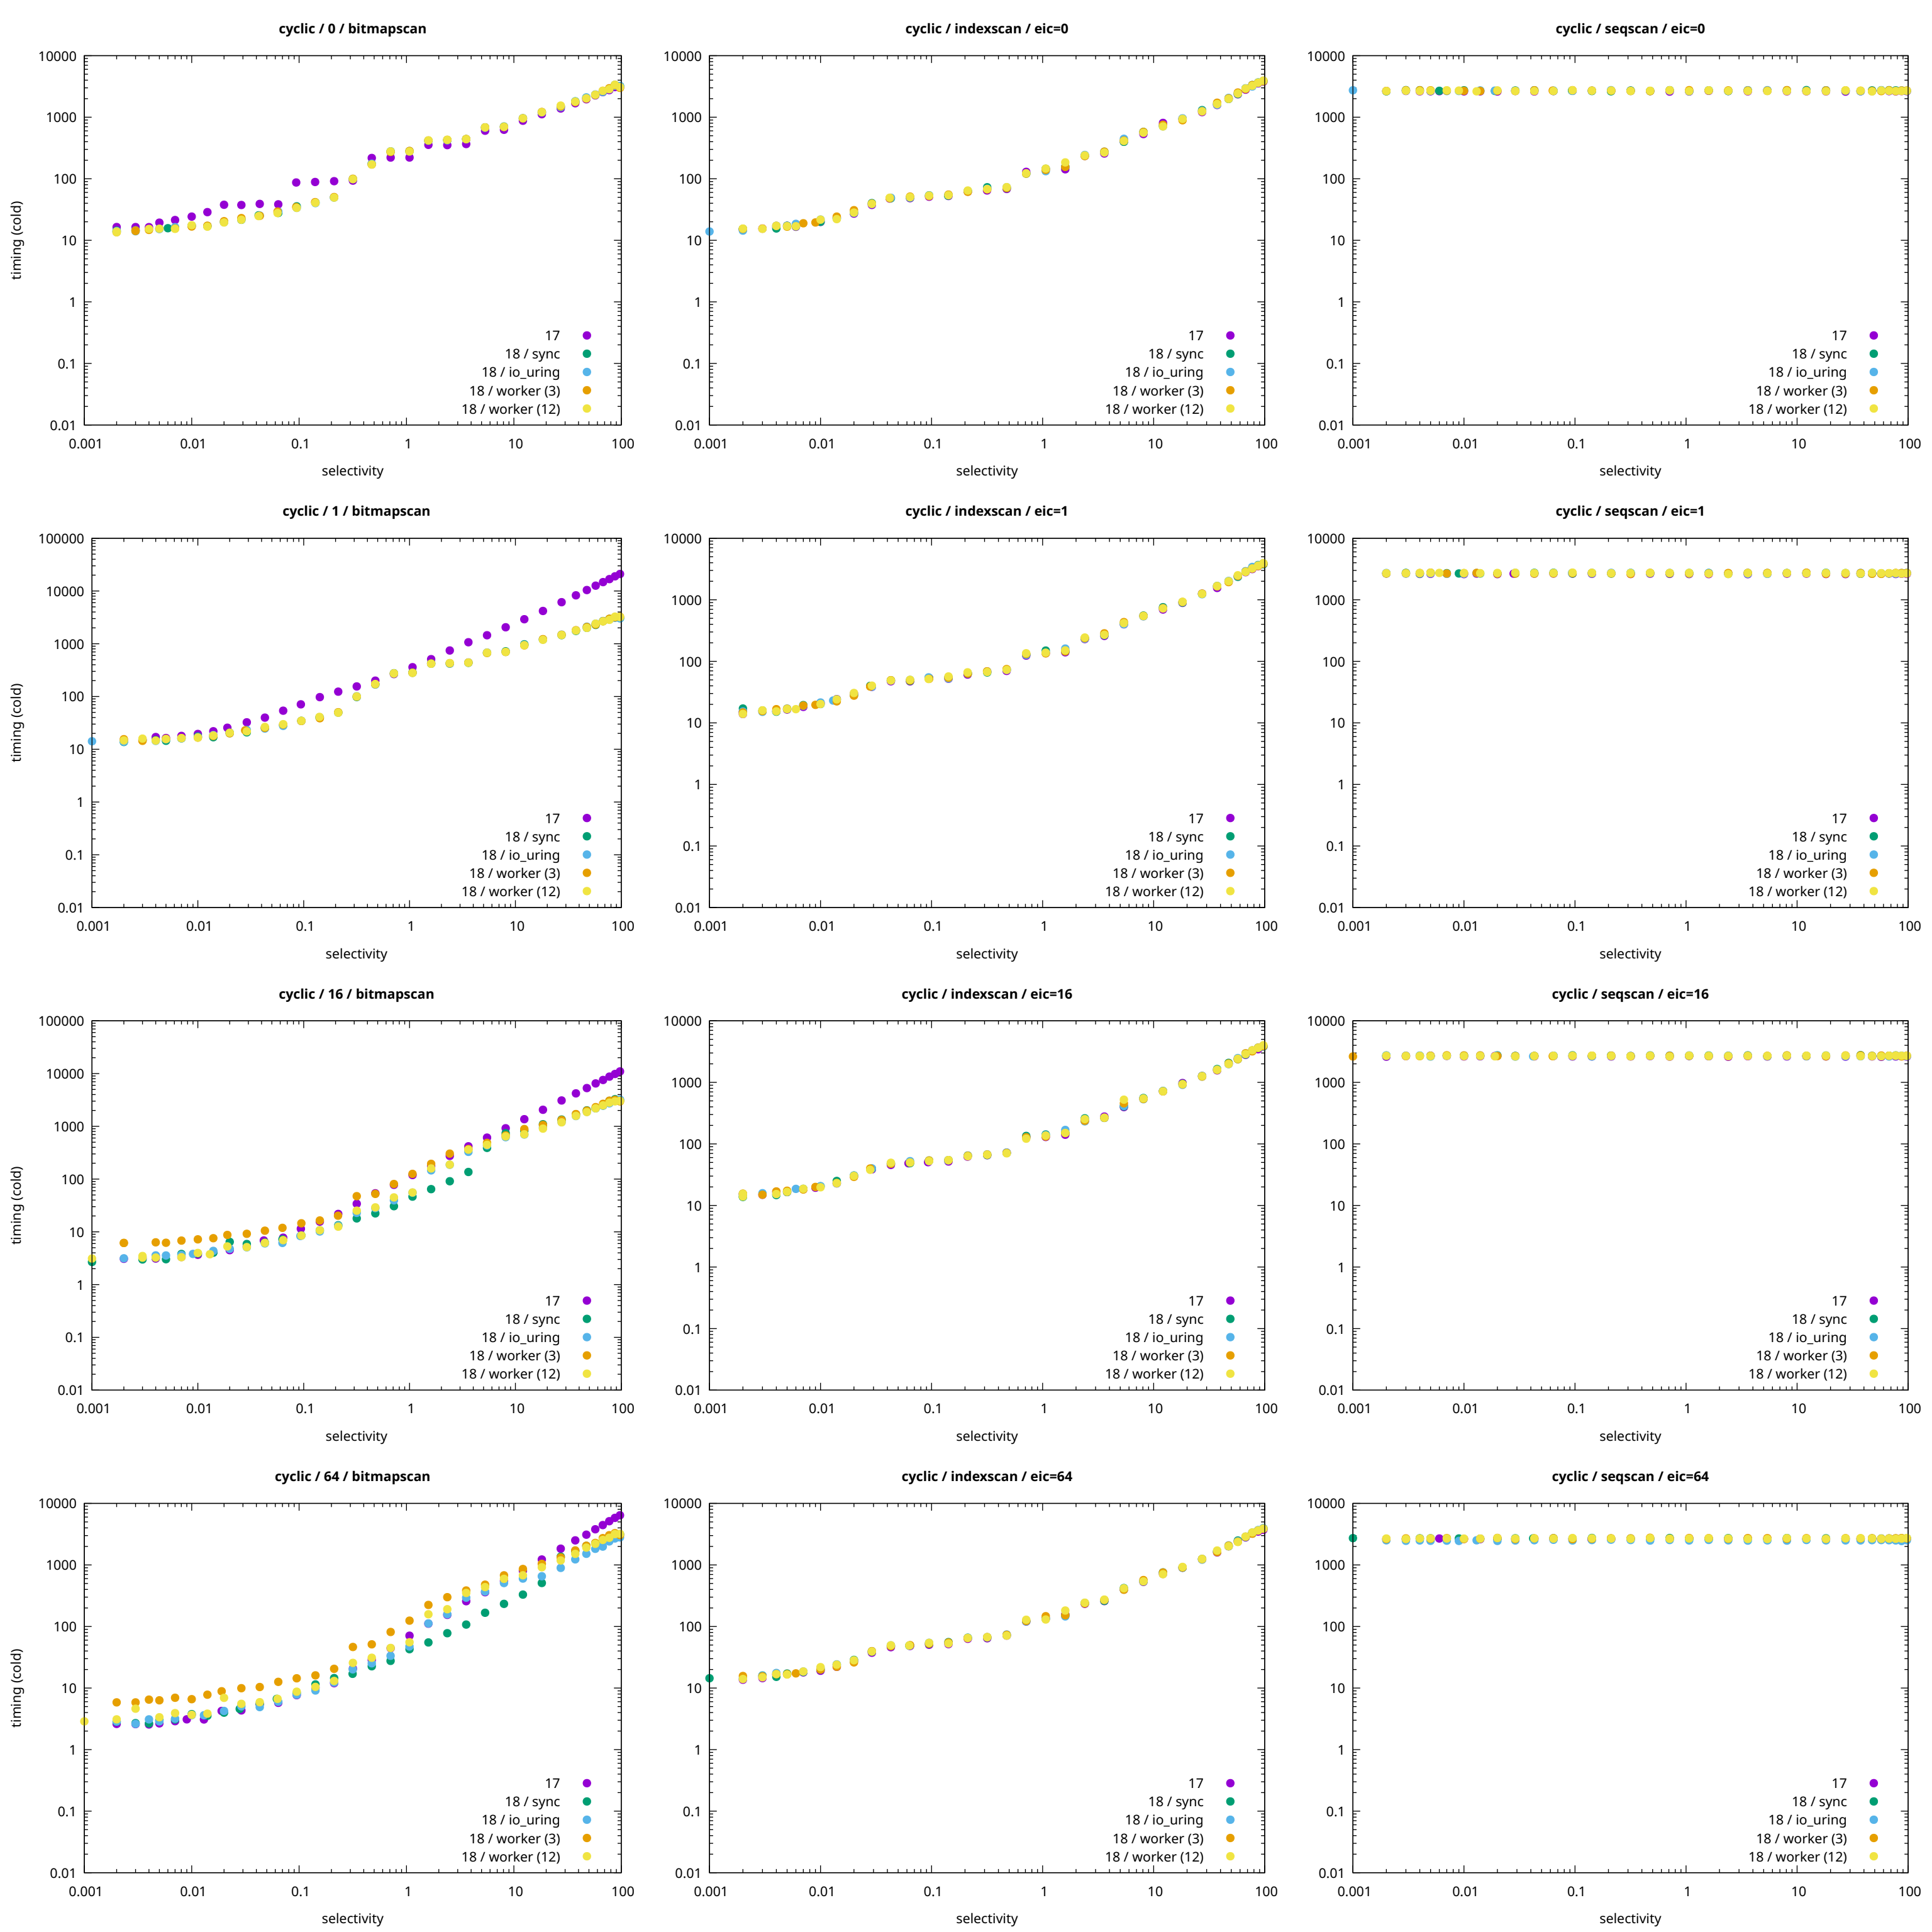 cyclic / 0 / bitmapscan
10000
1000
100
10
1
0.1
0.01
timing (cold)
17
18 / sync
18 / io_uring
18 / worker (3)
18 / worker (12)
0.001 0.01 0.1 1 10 100
selectivity
cyclic / indexscan / eic=0
10000
1000
100
10
1
0.1
0.01
17
18 / sync
18 / io_uring
18 / worker (3)
18 / worker (12)
0.001 0.01 0.1 1 10 100
selectivity
cyclic / seqscan / eic=0
10000
1000
100
10
1
0.1
0.01
17
18 / sync
18 / io_uring
18 / worker (3)
18 / worker (12)
0.001 0.01 0.1 1 10 100
selectivity
cyclic / 1 / bitmapscan
100000
10000
1000
100
10
1
0.1
0.01
timing (cold)
17
18 / sync
18 / io_uring
18 / worker (3)
18 / worker (12)
0.001 0.01 0.1 1 10 100
selectivity
cyclic / indexscan / eic=1
10000
1000
100
10
1
0.1
0.01
17
18 / sync
18 / io_uring
18 / worker (3)
18 / worker (12)
0.001 0.01 0.1 1 10 100
selectivity
cyclic / seqscan / eic=1
10000
1000
100
10
1
0.1
0.01
17
18 / sync
18 / io_uring
18 / worker (3)
18 / worker (12)
0.001 0.01 0.1 1 10 100
selectivity
cyclic / 16 / bitmapscan
100000
10000
1000
100
10
1
0.1
0.01
timing (cold)
17
18 / sync
18 / io_uring
18 / worker (3)
18 / worker (12)
0.001 0.01 0.1 1 10 100
selectivity
cyclic / indexscan / eic=16
10000
1000
100
10
1
0.1
0.01
17
18 / sync
18 / io_uring
18 / worker (3)
18 / worker (12)
0.001 0.01 0.1 1 10 100
selectivity
cyclic / seqscan / eic=16
10000
1000
100
10
1
0.1
0.01
17
18 / sync
18 / io_uring
18 / worker (3)
18 / worker (12)
0.001 0.01 0.1 1 10 100
selectivity
cyclic / 64 / bitmapscan
10000
1000
100
10
1
0.1
0.01
timing (cold)
17
18 / sync
18 / io_uring
18 / worker (3)
18 / worker (12)
0.001 0.01 0.1 1 10 100
selectivity
cyclic / indexscan / eic=64
10000
1000
100
10
1
0.1
0.01
17
18 / sync
18 / io_uring
18 / worker (3)
18 / worker (12)
0.001 0.01 0.1 1 10 100
selectivity
cyclic / seqscan / eic=64
10000
1000
100
10
1
0.1
0.01
17
18 / sync
18 / io_uring
18 / worker (3)
18 / worker (12)
0.001 0.01 0.1 1 10 100
selectivity